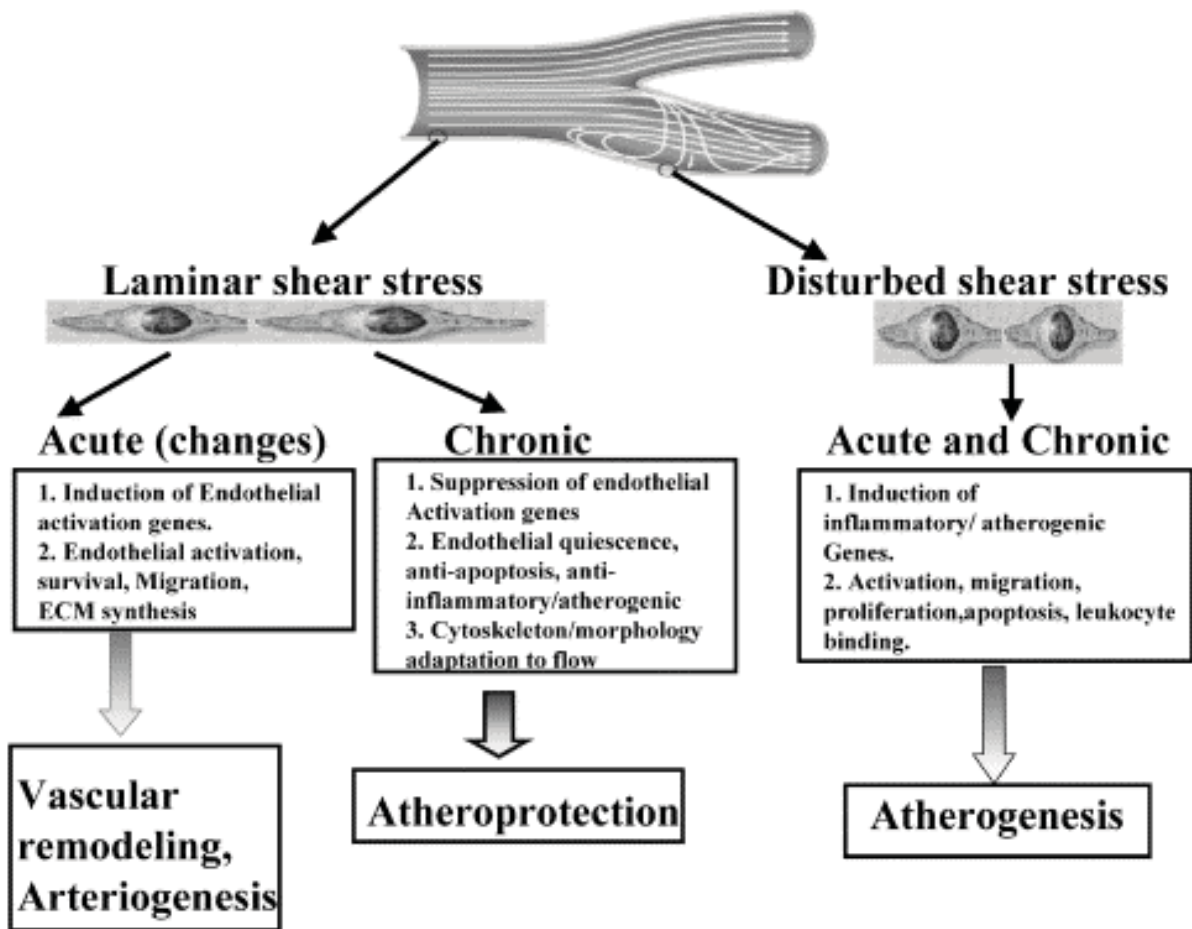 Laminar shear stress
Disturbed shear stress
Acute (changes)
1. Induction of Endothelial
activation genes.
2. Endothelial activation,
survival, Migration,
ECM synthesis
Vascular
remodeling,
Arteriogenesis
Chronic
1. Suppression of endothelial
Activation genes
2. Endothelial quiescence,
anti-apoptosis, anti-
inflammatory/atherogenic
3. Cytoskeleton/morphology
adaptation to flow
Atheroprotection
Acute and Chronic
1. Induction of
inflammatory/ atherogenic
Genes.
2. Activation, migration,
proliferation,apoptosis, leukocyte
binding.
Atherogenesis